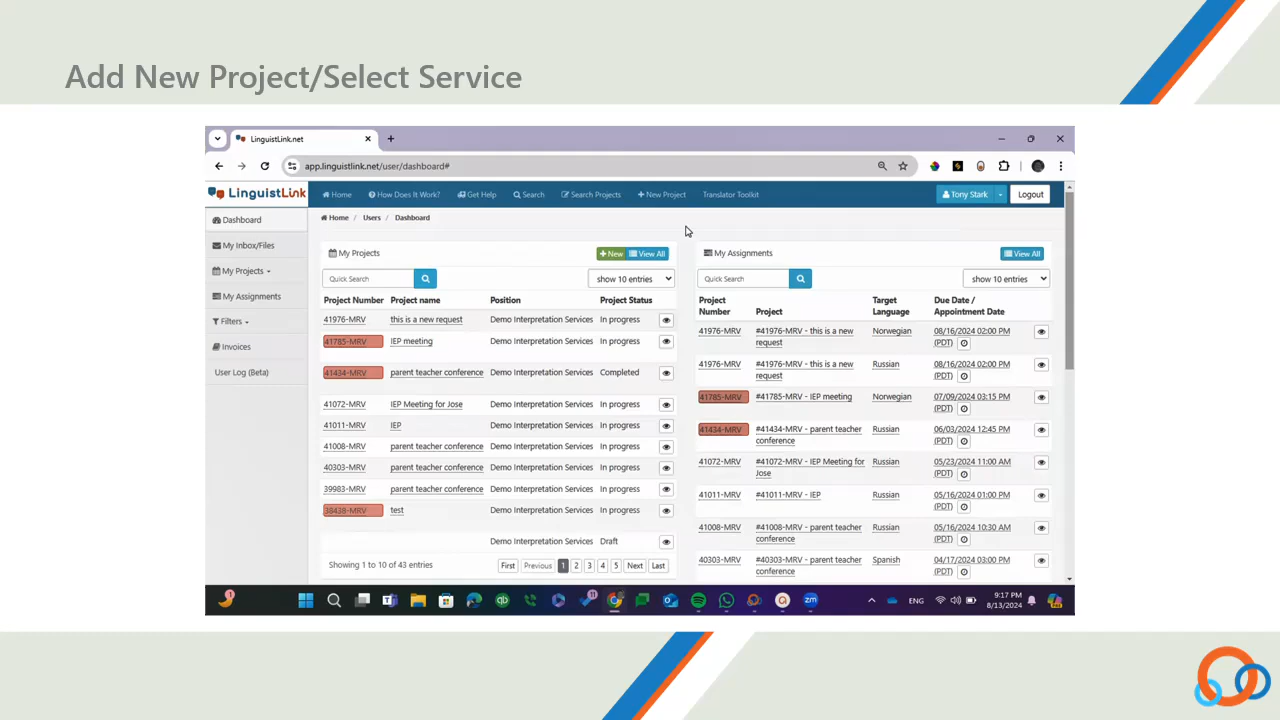 Add New Project/Select Service
LinguistLink.net
app.linguistlink.net/user/dashboard#
LinguistLink
Home
How Does It Work?
Get Help
Search
Search Projects
New Project
Translator Toolkit
Tony Stark
Logout
Dashboard
My Inbox/Files
My Projects
My Assignments
Filters
Invoices
User Log (Beta)
Home / Users / Dashboard
My Projects
New
View All
Quick Search
show 10 entries
Project Number Project name Position Project Status
41976-MRV this is a new request Demo Interpretation Services In progress
41785-MRV IEP meeting Demo Interpretation Services In progress
41434-MRV parent teacher conference Demo Interpretation Services Completed
41072-MRV IEP Meeting for Jose Demo Interpretation Services In progress
41011-MRV IEP Demo Interpretation Services In progress
41008-MRV parent teacher conference Demo Interpretation Services In progress
40303-MRV parent teacher conference Demo Interpretation Services In progress
39983-MRV parent teacher conference Demo Interpretation Services In progress
38438-MRV test Demo Interpretation Services In progress
Demo Interpretation Services Draft
Showing 1 to 10 of 43 entries
First Previous 1 2 3 4 5 Next Last
My Assignments
View All
Quick Search
show 10 entries
Project Target Due Date /
Number Project Language Appointment Date
41976-MRV #41976-MRV - this is a new Norwegian 08/16/2024 02:00 PM
request (PDT)
41976-MRV #41976-MRV - this is a new Russian 08/16/2024 02:00 PM
request (PDT)
41785-MRV #41785-MRV - IEP meeting Norwegian 07/09/2024 03:15 PM
(PDT)
41434-MRV #41434-MRV - parent teacher Russian 06/03/2024 12:45 PM
conference (PDT)
41072-MRV #41072-MRV - IEP Meeting for Russian 05/23/2024 11:00 AM
Jose (PDT)
41011-MRV #41011-MRV - IEP Russian 05/16/2024 01:00 PM
(PDT)
41008-MRV #41008-MRV - parent teacher Russian 05/16/2024 10:30 AM
conference (PDT)
40303-MRV #40303-MRV - parent teacher Spanish 04/17/2024 03:00 PM
conference (PDT)
1
qb
11
zm
ENG
9:17 PM
8/13/2024